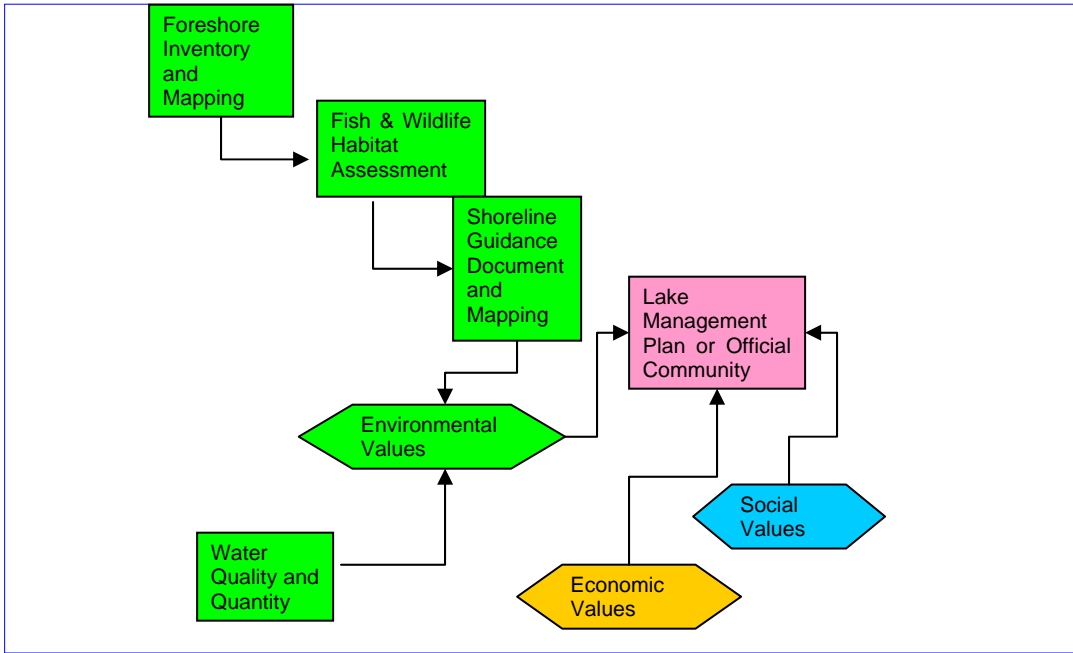 Foreshore
Inventory
and
Mapping
Fish & Wildlife
Habitat
Assessment
Shoreline
Guidance
Document
and
Mapping
Lake
Management
Plan or Official
Community
Environmental
Values
Social
Values
Water
Quality and
Quantity
Economic
Values